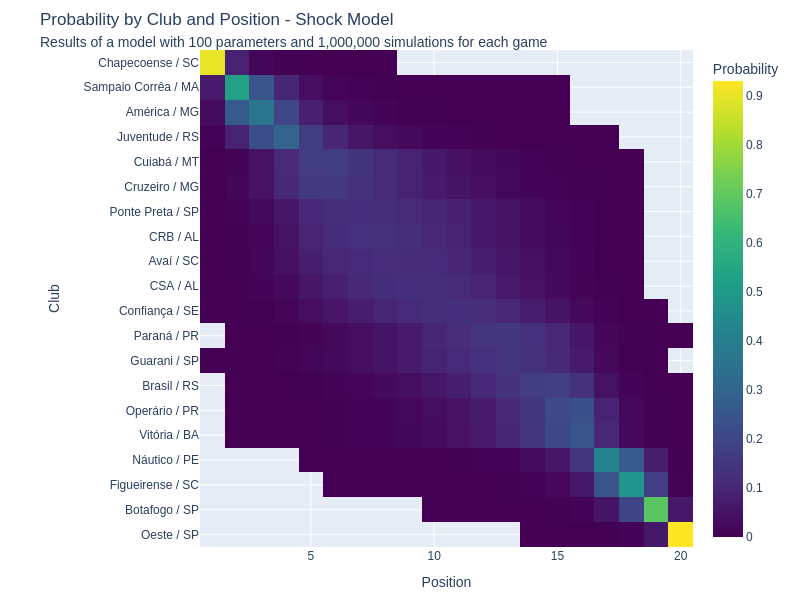 Probability by Club and Position - Shock Model
Results of a model with 100 parameters and 1,000,000 simulations for each game
Probability
Chapecoense / SC
Sampaio Corrêa / MA
América / MG
Juventude / RS
Cuiabá / MT
Cruzeiro / MG
Ponte Preta / SP
CRB / AL
Avaí / SC
CSA / AL
Confiança / SE
Paraná / PR
Guarani / SP
Brasil / RS
Operário / PR
Vitória / BA
Náutico / PE
Figueirense / SC
Botafogo / SP
Oeste / SP
Club
5
10
15
20
Position
0.9
0.8
0.7
0.6
0.5
0.4
0.3
0.2
0.1
0